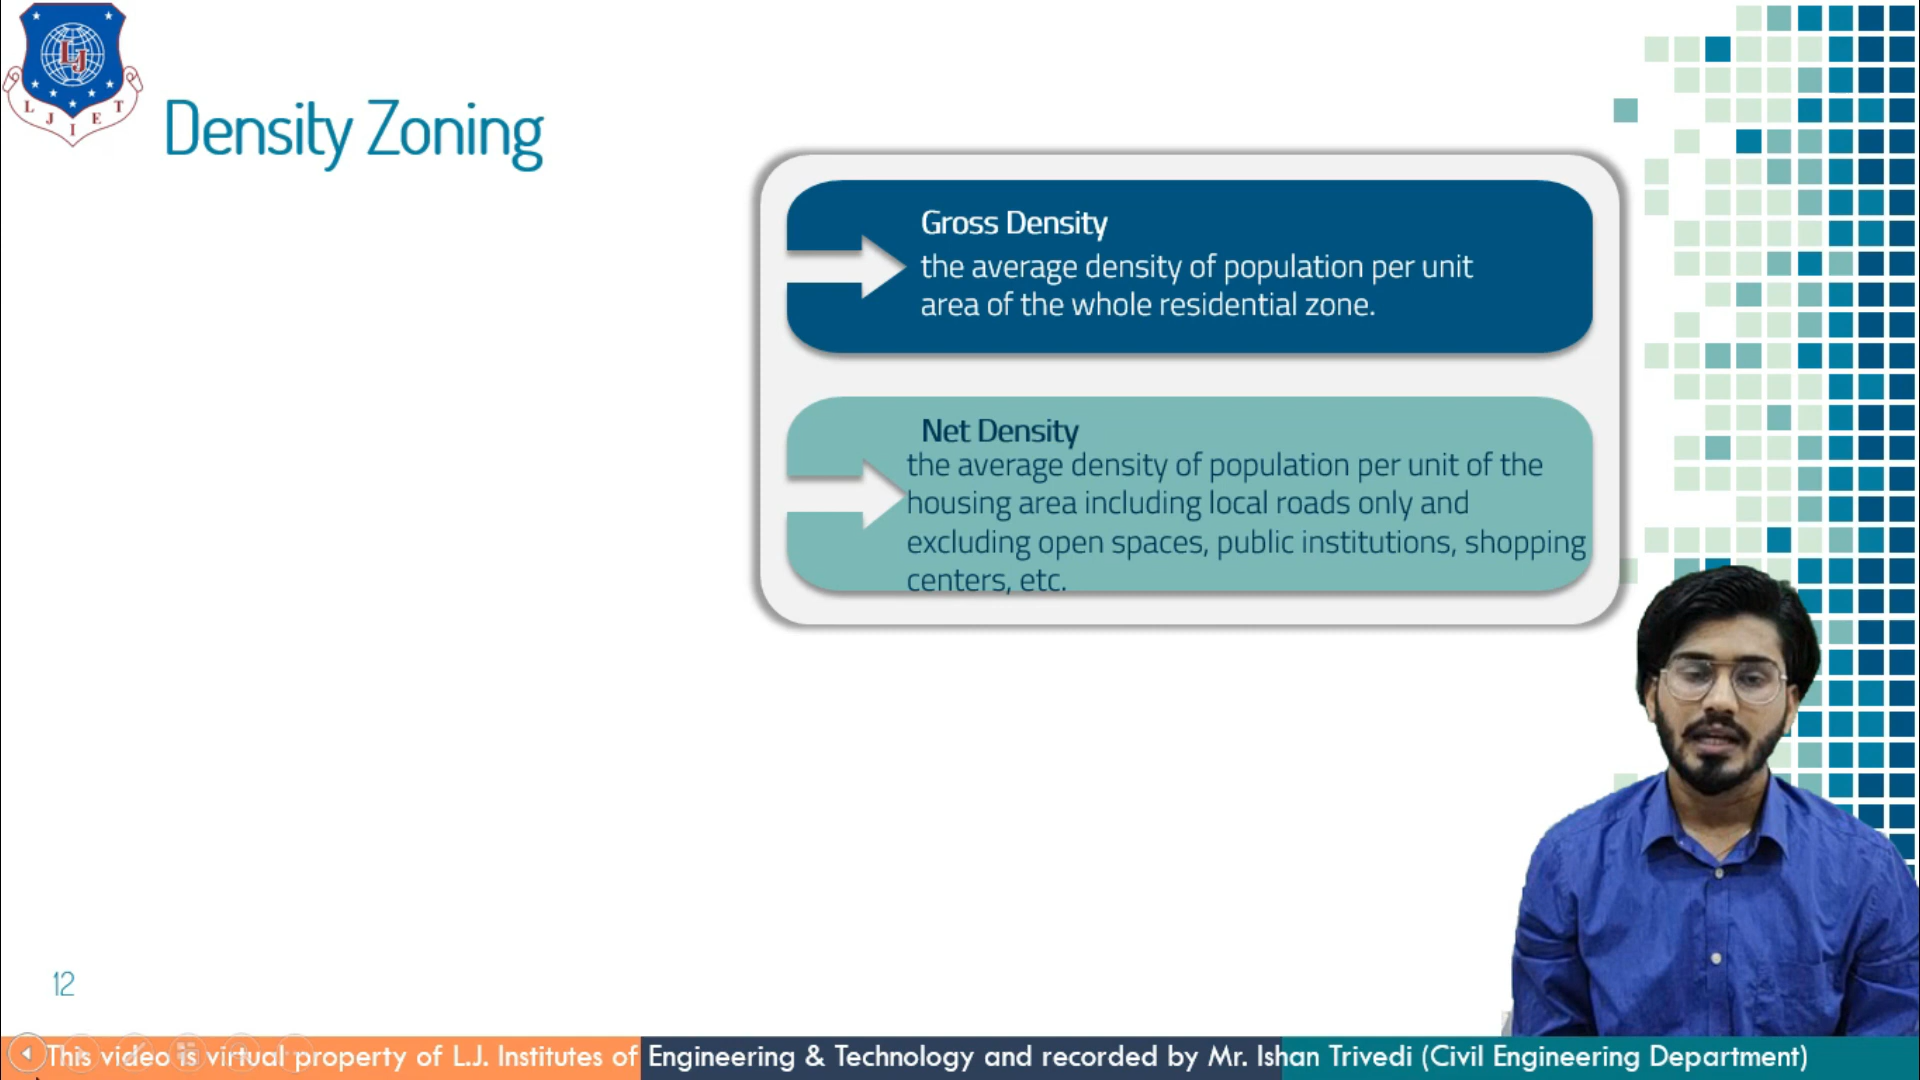 LJ
L J I E T
Density Zoning
Gross Density
the average density of population per unit
area of the whole residential zone.
Net Density
the average density of population per unit of the
housing area including local roads only and
excluding open spaces, public institutions, shopping
centers, etc.
12
This video is virtual property of L.J. Institutes of Engineering & Technology and recorded by Mr. Ishan Trivedi (Civil Engineering Department)